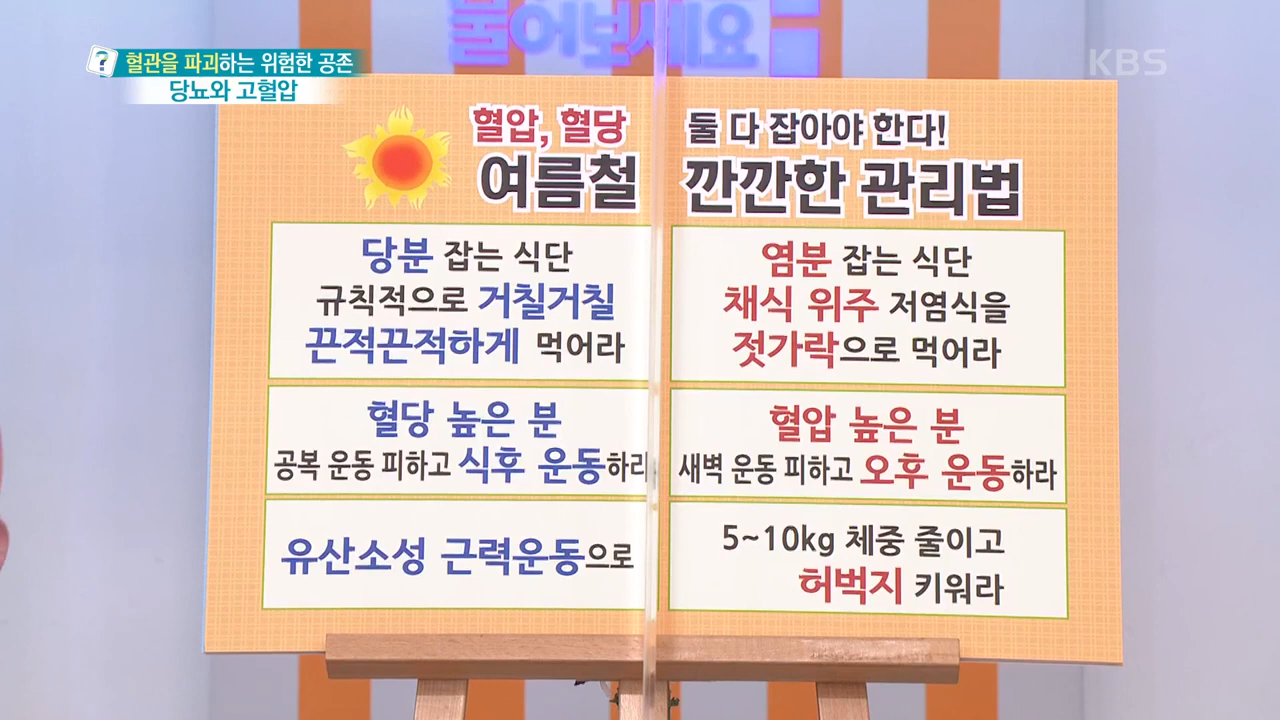 물어보세요
? 혈관을 파괴하는 위험한 공존
당뇨와 고혈압
KBS
혈압, 혈당 둘 다 잡아야 한다!
여름철 깐깐한 관리법
당분 잡는 식단
규칙적으로 거칠거칠
끈적끈적하게 먹어라
염분 잡는 식단
채식 위주 저염식을
젓가락으로 먹어라
혈당 높은 분
공복 운동 피하고 식후 운동하라
혈압 높은 분
새벽 운동 피하고 오후 운동하라
유산소성 근력운동으로
5~10kg 체중 줄이고
허벅지 키워라